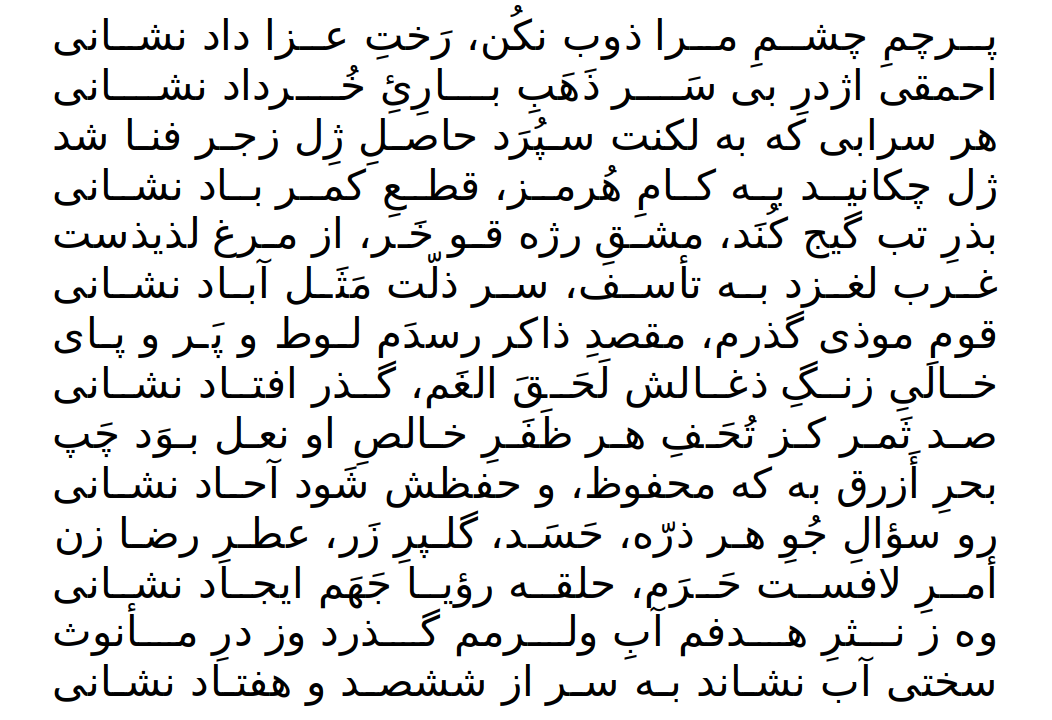 پرچمِ چشمِ مرا ذوب نکُن، رَختِ عزا داد نشانی
احمقی اژدرِ بی سَر ذَهَبِ بارِئِ خُرداد نشانی
هر سرابی که به لکنت سپُرَد حاصلِ ژِل زجر فنا شد
ژل چکانید به کامِ هُرمز، قطعِ کمر باد نشانی
بذرِ تب گیج کُنَد، مشقِ رژه قو خَر، از مرغ لذیذست
غرب لغزد به تأسف، سر ذلّت مَثَل آباد نشانی
قومِ موذی گذرم، مقصدِ ذاکر رسدَم لوط و پَر و پای
خالیِ زنگِ ذغالش لَحَقَ الغَم، گذر افتاد نشانی
صد ثَمر کز تُحَفِ هر ظَفَرِ خالصِ او نعل بوَد چَپ
بحرِ أَزرق به که محفوظ، و حفظش شَود آحاد نشانی
رو سؤالِ جُوِ هر ذرّه، حَسَد، گلپرِ زَر، عطرِ رضا زن
أمرِ لافست حَرَم، حلقه رؤیا جَهَم ایجاد نشانی
وه ز نثرِ هدفم آبِ ولرمم گذرد وز درِ مأنوث
سختی آب نشاند به سر از ششصد و هفتاد نشانی